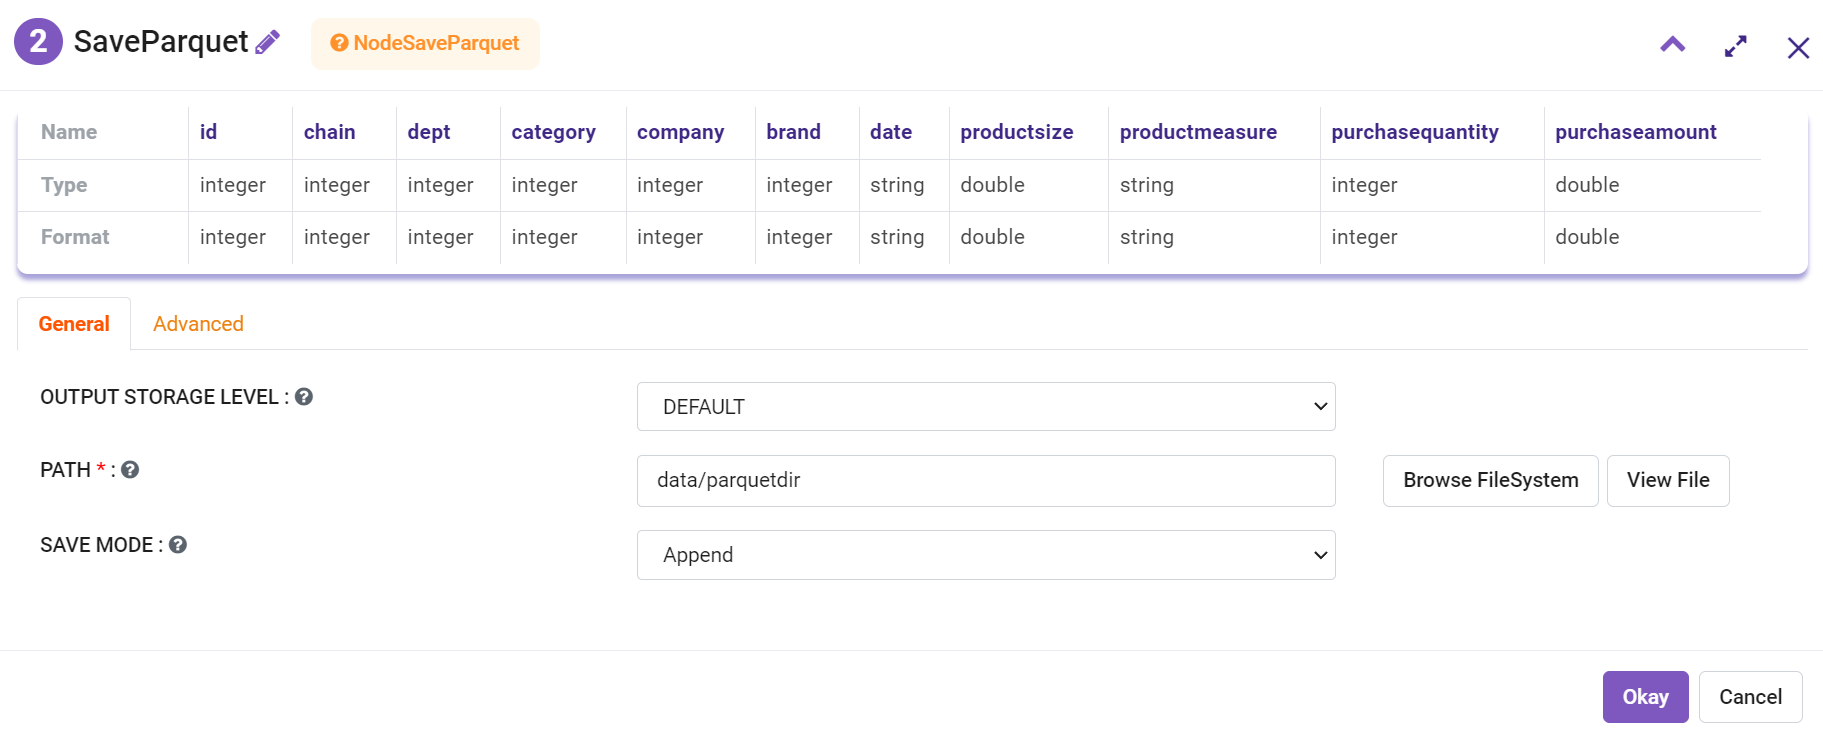 2 SaveParquet NodeSaveParquet
Name id chain dept category company brand date productsize productmeasure purchasequantity purchaseamount
Type integer integer integer integer integer integer string double string integer double
Format integer integer integer integer integer integer string double string integer double
General Advanced
OUTPUT STORAGE LEVEL : DEFAULT
PATH * : data/parquetdir Browse FileSystem View File
SAVE MODE : Append
Okay Cancel